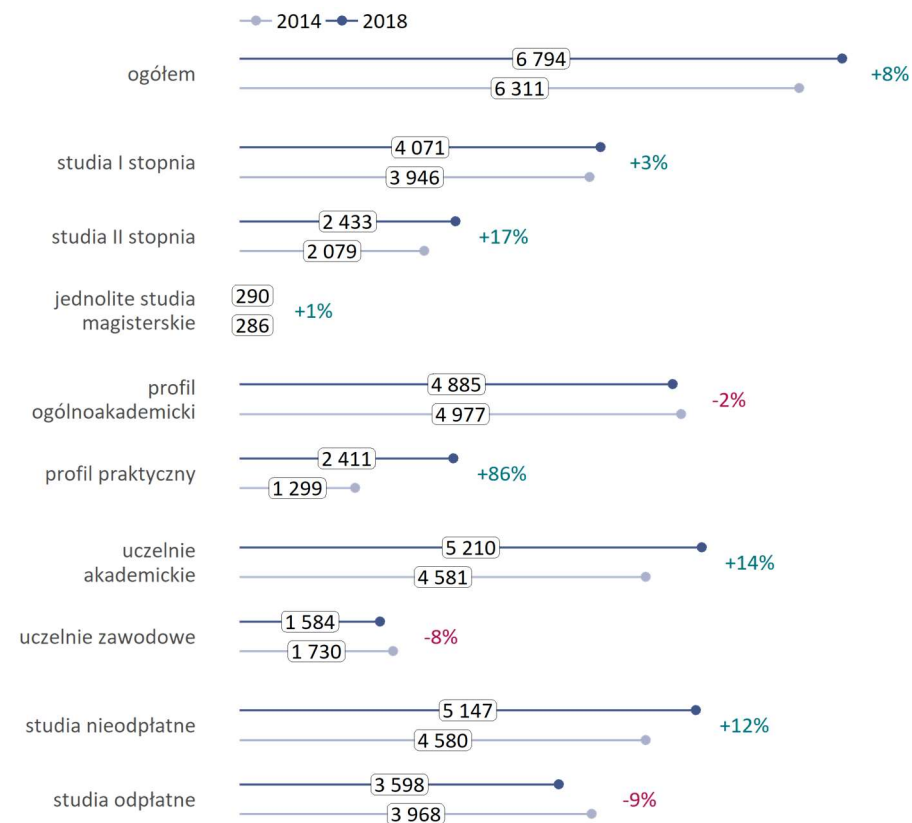 2014 2018
ogółem
6 794
6 311
+8%
studia I stopnia
4 071
3 946
+3%
studia II stopnia
2 433
2 079
+17%
jednolite studia
magisterskie
290
286
+1%
profil
ogólnoakademicki
4 885
4 977
-2%
profil praktyczny
2 411
1 299
+86%
uczelnie
akademickie
5 210
4 581
+14%
uczelnie zawodowe
1 584
1 730
-8%
studia nieodpłatne
5 147
4 580
+12%
studia odpłatne
3 598
3 968
-9%